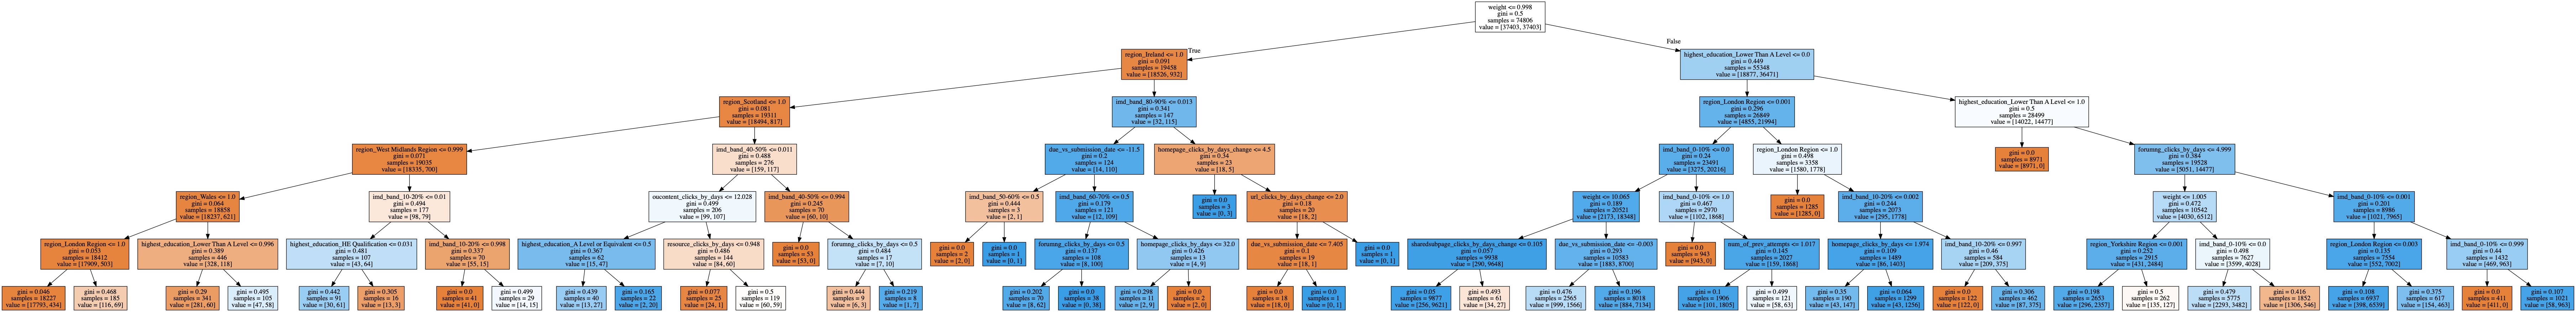 weight <= 0.998
gini = 0.5
samples = 74806
value = [37403, 37403]
True
False
region_Ireland <= 1.0
gini = 0.091
samples = 19458
value = [18526, 932]
highest_education_Lower Than A Level <= 0.0
gini = 0.449
samples = 55348
value = [18877, 36471]
region_Scotland <= 1.0
gini = 0.081
samples = 19311
value = [18494, 817]
imd_band_80-90% <= 0.013
gini = 0.341
samples = 147
value = [32, 115]
region_London Region <= 0.001
gini = 0.296
samples = 26849
value = [4855, 21994]
highest_education_Lower Than A Level <= 1.0
gini = 0.5
samples = 28499
value = [14022, 14477]
region_West Midlands Region <= 0.999
gini = 0.071
samples = 19035
value = [18335, 700]
imd_band_40-50% <= 0.011
gini = 0.488
samples = 276
value = [159, 117]
due_vs_submission_date <= -11.5
gini = 0.2
samples = 124
value = [14, 110]
homepage_clicks_by_days_change <= 4.5
gini = 0.34
samples = 23
value = [18, 5]
imd_band_0-10% <= 0.0
gini = 0.24
samples = 23491
value = [3275, 20216]
region_London Region <= 1.0
gini = 0.498
samples = 3358
value = [1580, 1778]
gini = 0.0
samples = 8971
value = [8971, 0]
forumng_clicks_by_days <= 4.999
gini = 0.384
samples = 19528
value = [5051, 14477]
region_Wales <= 1.0
gini = 0.064
samples = 18858
value = [18237, 621]
imd_band_10-20% <= 0.01
gini = 0.494
samples = 177
value = [98, 79]
oucontent_clicks_by_days <= 12.028
gini = 0.499
samples = 206
value = [99, 107]
imd_band_40-50% <= 0.994
gini = 0.245
samples = 70
value = [60, 10]
imd_band_50-60% <= 0.5
gini = 0.444
samples = 3
value = [2, 1]
imd_band_60-70% <= 0.5
gini = 0.179
samples = 121
value = [12, 109]
gini = 0.0
samples = 3
value = [0, 3]
url_clicks_by_days_change <= 2.0
gini = 0.18
samples = 20
value = [18, 2]
weight <= 10.065
gini = 0.189
samples = 20521
value = [2173, 18348]
imd_band_0-10% <= 1.0
gini = 0.467
samples = 2970
value = [1102, 1868]
gini = 0.0
samples = 1285
value = [1285, 0]
imd_band_10-20% <= 0.002
gini = 0.244
samples = 2073
value = [295, 1778]
weight <= 1.005
gini = 0.472
samples = 10542
value = [4030, 6512]
imd_band_0-10% <= 0.001
gini = 0.201
samples = 8986
value = [1021, 7965]
region_London Region <= 1.0
gini = 0.053
samples = 18412
value = [17909, 503]
highest_education_Lower Than A Level <= 0.996
gini = 0.389
samples = 446
value = [328, 118]
highest_education_HE Qualification <= 0.031
gini = 0.481
samples = 107
value = [43, 64]
imd_band_10-20% <= 0.998
gini = 0.337
samples = 70
value = [55, 15]
highest_education_A Level or Equivalent <= 0.5
gini = 0.367
samples = 62
value = [15, 47]
resource_clicks_by_days <= 0.948
gini = 0.486
samples = 144
value = [84, 60]
gini = 0.0
samples = 53
value = [53, 0]
forumng_clicks_by_days <= 0.5
gini = 0.484
samples = 17
value = [7, 10]
gini = 0.0
samples = 2
value = [2, 0]
gini = 0.0
samples = 1
value = [0, 1]
forumng_clicks_by_days <= 0.5
gini = 0.137
samples = 108
value = [8, 100]
homepage_clicks_by_days <= 32.0
gini = 0.426
samples = 13
value = [4, 9]
due_vs_submission_date <= 7.405
gini = 0.1
samples = 19
value = [18, 1]
gini = 0.0
samples = 1
value = [0, 1]
sharedsubpage_clicks_by_days_change <= 0.105
gini = 0.057
samples = 9938
value = [290, 9648]
due_vs_submission_date <= -0.003
gini = 0.293
samples = 10583
value = [1883, 8700]
gini = 0.0
samples = 943
value = [943, 0]
num_of_prev_attempts <= 1.017
gini = 0.145
samples = 2027
value = [159, 1868]
homepage_clicks_by_days <= 1.974
gini = 0.109
samples = 1489
value = [86, 1403]
imd_band_10-20% <= 0.997
gini = 0.46
samples = 584
value = [209, 375]
region_Yorkshire Region <= 0.001
gini = 0.252
samples = 2915
value = [431, 2484]
imd_band_0-10% <= 0.0
gini = 0.498
samples = 7627
value = [3599, 4028]
region_London Region <= 0.003
gini = 0.135
samples = 7554
value = [552, 7002]
imd_band_0-10% <= 0.999
gini = 0.44
samples = 1432
value = [469, 963]
gini = 0.046
samples = 18227
value = [17793, 434]
gini = 0.468
samples = 185
value = [116, 69]
gini = 0.29
samples = 341
value = [281, 60]
gini = 0.495
samples = 105
value = [47, 58]
gini = 0.442
samples = 91
value = [30, 61]
gini = 0.305
samples = 16
value = [13, 3]
gini = 0.0
samples = 41
value = [41, 0]
gini = 0.499
samples = 29
value = [14, 15]
gini = 0.439
samples = 40
value = [13, 27]
gini = 0.165
samples = 22
value = [2, 20]
gini = 0.077
samples = 25
value = [24, 1]
gini = 0.5
samples = 119
value = [60, 59]
gini = 0.444
samples = 9
value = [6, 3]
gini = 0.219
samples = 8
value = [1, 7]
gini = 0.202
samples = 70
value = [8, 62]
gini = 0.0
samples = 38
value = [0, 38]
gini = 0.298
samples = 11
value = [2, 9]
gini = 0.0
samples = 2
value = [2, 0]
gini = 0.0
samples = 18
value = [18, 0]
gini = 0.0
samples = 1
value = [0, 1]
gini = 0.05
samples = 9877
value = [256, 9621]
gini = 0.493
samples = 61
value = [34, 27]
gini = 0.476
samples = 2565
value = [999, 1566]
gini = 0.196
samples = 8018
value = [884, 7134]
gini = 0.1
samples = 1906
value = [101, 1805]
gini = 0.499
samples = 121
value = [58, 63]
gini = 0.35
samples = 190
value = [43, 147]
gini = 0.064
samples = 1299
value = [43, 1256]
gini = 0.0
samples = 122
value = [122, 0]
gini = 0.306
samples = 462
value = [87, 375]
gini = 0.198
samples = 2653
value = [296, 2357]
gini = 0.5
samples = 262
value = [135, 127]
gini = 0.479
samples = 5775
value = [2293, 3482]
gini = 0.416
samples = 1852
value = [1306, 546]
gini = 0.108
samples = 6937
value = [398, 6539]
gini = 0.375
samples = 617
value = [154, 463]
gini = 0.0
samples = 411
value = [411, 0]
gini = 0.107
samples = 1021
value = [58, 963]